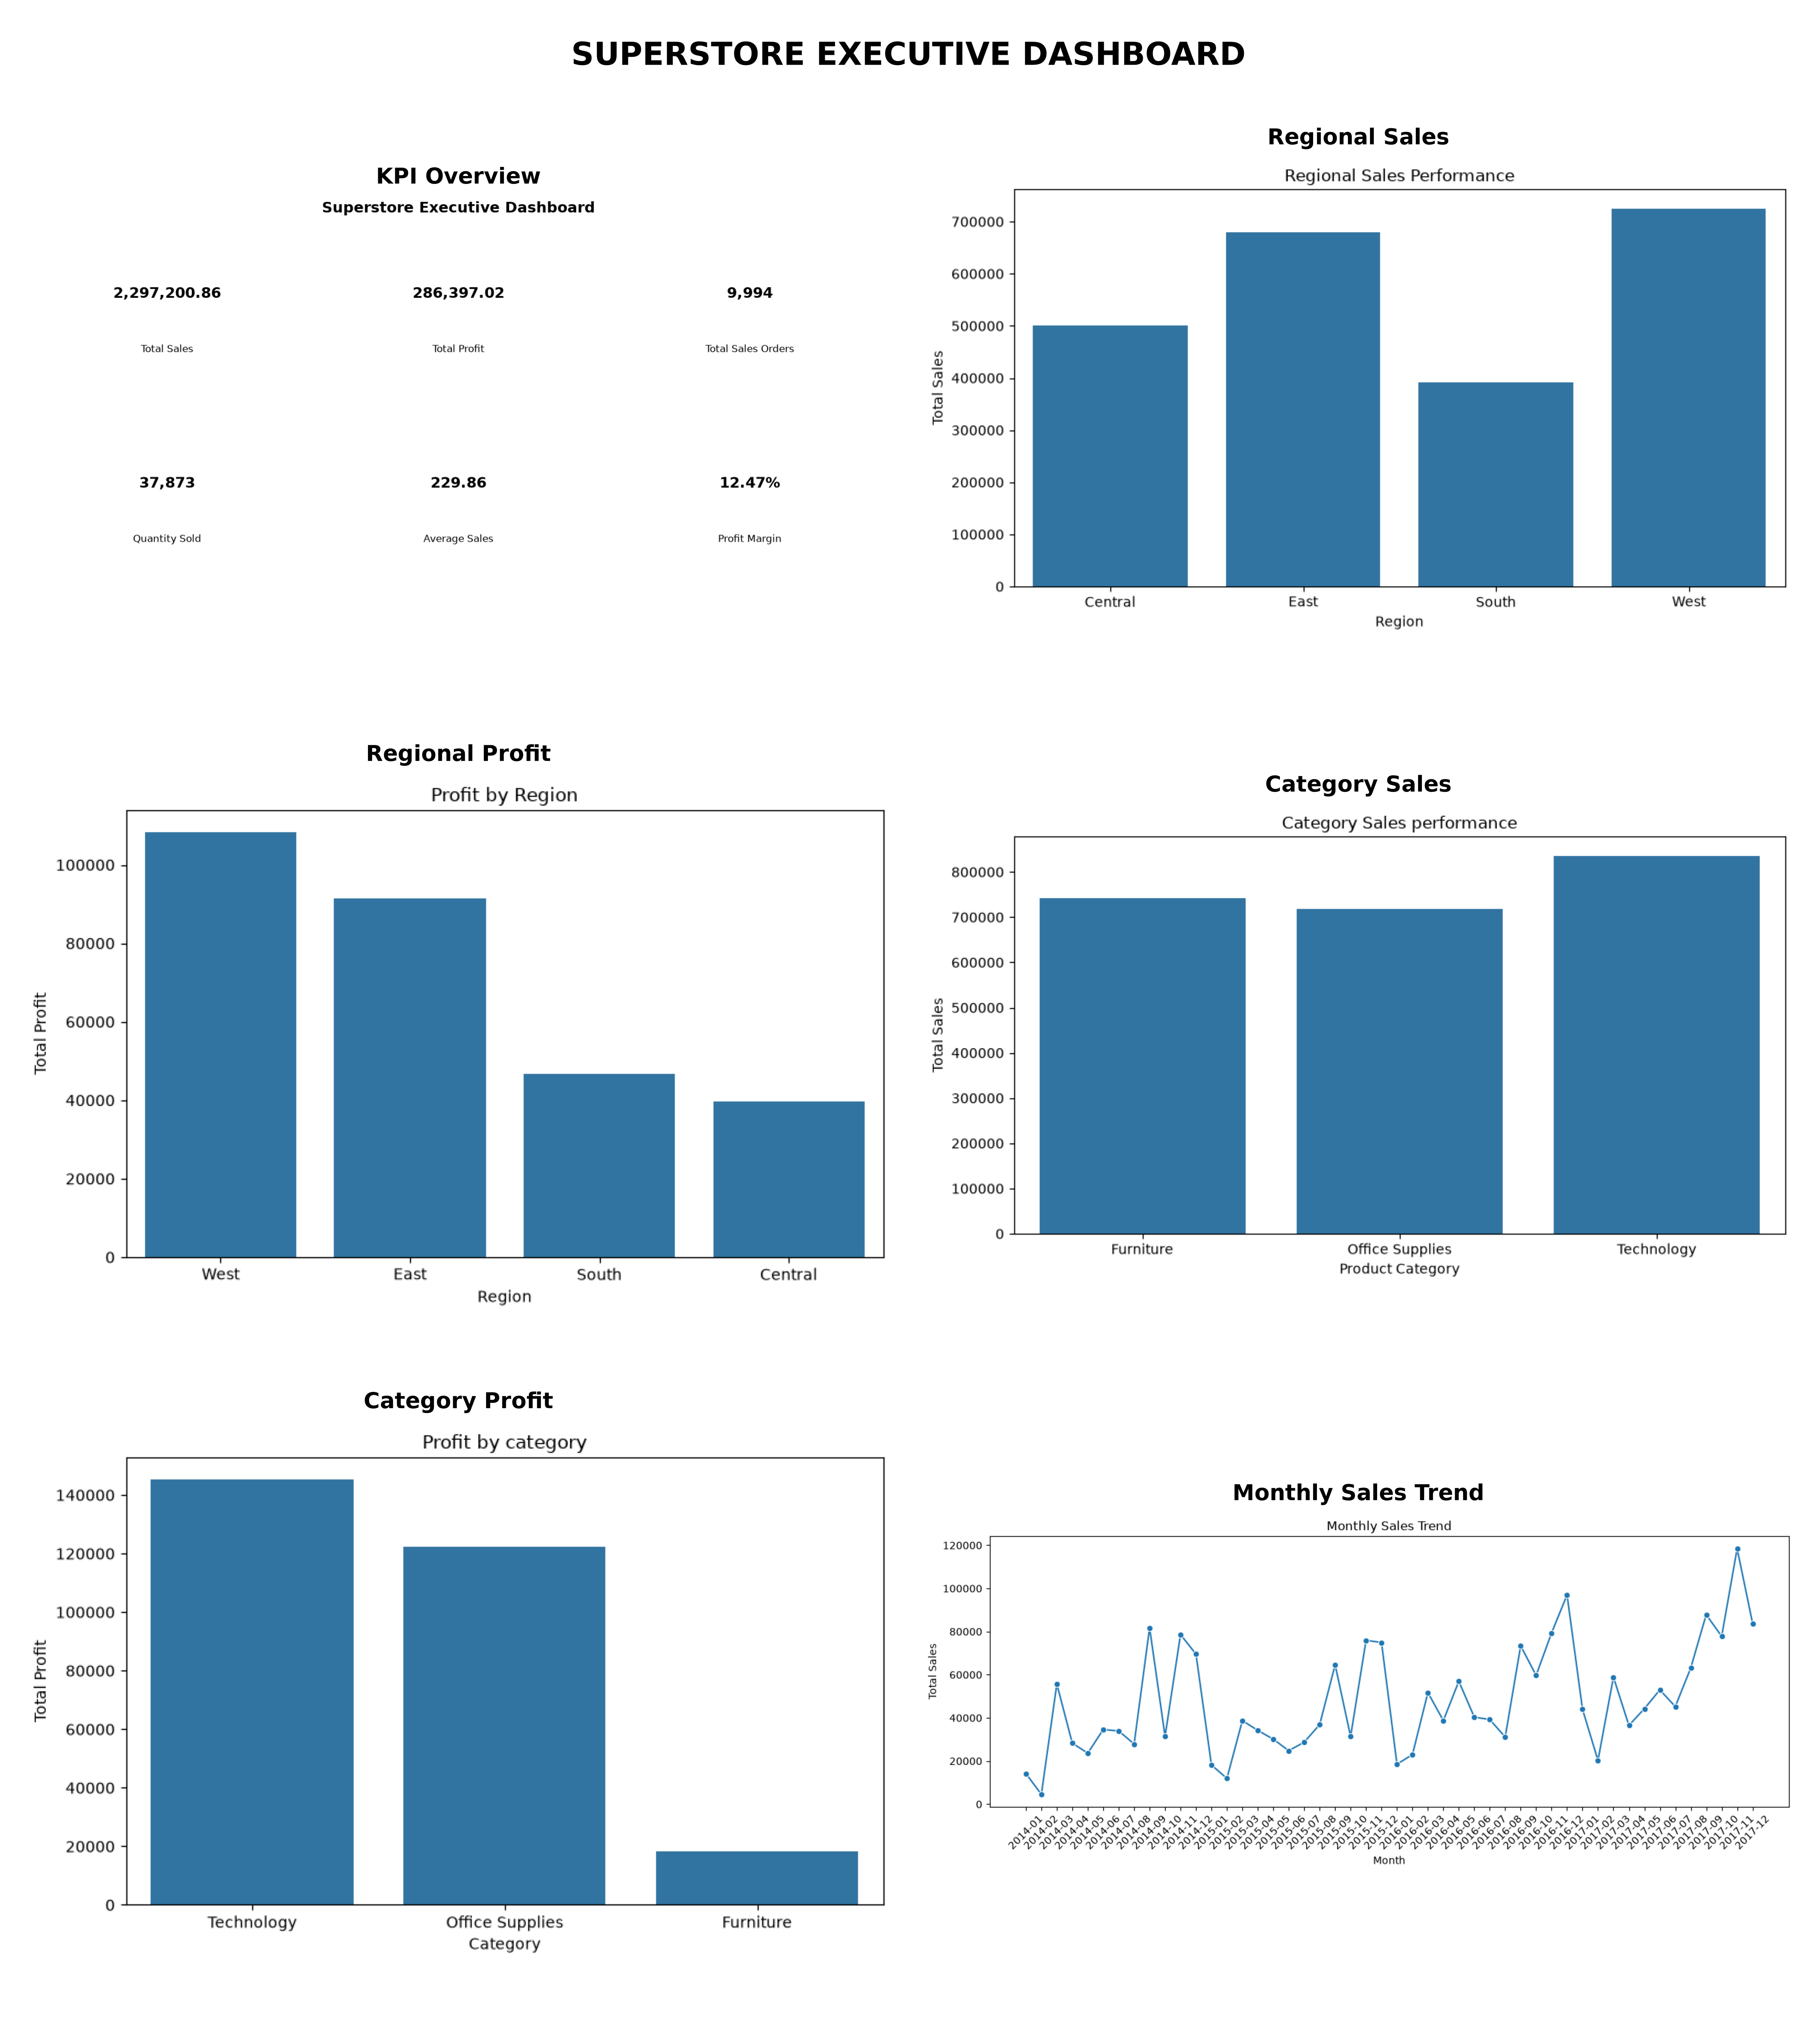 SUPERSTORE EXECUTIVE DASHBOARD
KPI Overview
Superstore Executive Dashboard
2,297,200.86
Total Sales
286,397.02
Total Profit
9,994
Total Sales Orders
37,873
Quantity Sold
229.86
Average Sales
12.47%
Profit Margin
Regional Sales
Regional Sales Performance
Total Sales
700000
600000
500000
400000
300000
200000
100000
0
Central
East
South
West
Region
Regional Profit
Profit by Region
Total Profit
100000
80000
60000
40000
20000
0
West
East
South
Central
Region
Category Sales
Category Sales performance
Total Sales
800000
700000
600000
500000
400000
300000
200000
100000
0
Furniture
Office Supplies
Technology
Product Category
Category Profit
Profit by category
Total Profit
140000
120000
100000
80000
60000
40000
20000
0
Technology
Office Supplies
Furniture
Category
Monthly Sales Trend
Monthly Sales Trend
Total Sales
120000
100000
80000
60000
40000
20000
0
2014-01
2014-02
2014-03
2014-04
2014-05
2014-06
2014-07
2014-08
2014-09
2014-10
2014-11
2014-12
2015-01
2015-02
2015-03
2015-04
2015-05
2015-06
2015-07
2015-08
2015-09
2015-10
2015-11
2015-12
2016-01
2016-02
2016-03
2016-04
2016-05
2016-06
2016-07
2016-08
2016-09
2016-10
2016-11
2016-12
2017-01
2017-02
2017-03
2017-04
2017-05
2017-06
2017-07
2017-08
2017-09
2017-10
2017-11
2017-12
Month